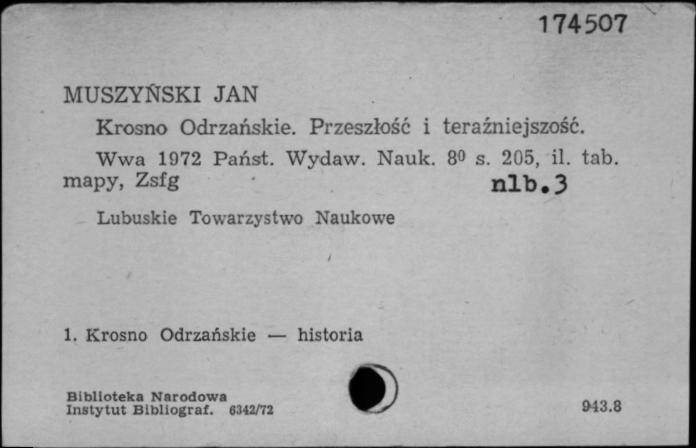 174507
MUSZYŃSKI JAN
Krosno Odrzańskie. Przeszłość i teraźniejszość.
Wwa 1972 Państ. Wydaw. Nauk. 8⁰ s. 205, il. tab.
mapy, Zsfg nlb.3
Lubuskie Towarzystwo Naukowe
1. Krosno Odrzańskie — historia
Biblioteka Narodowa
Instytut Bibliograf. 6342/72
943.8